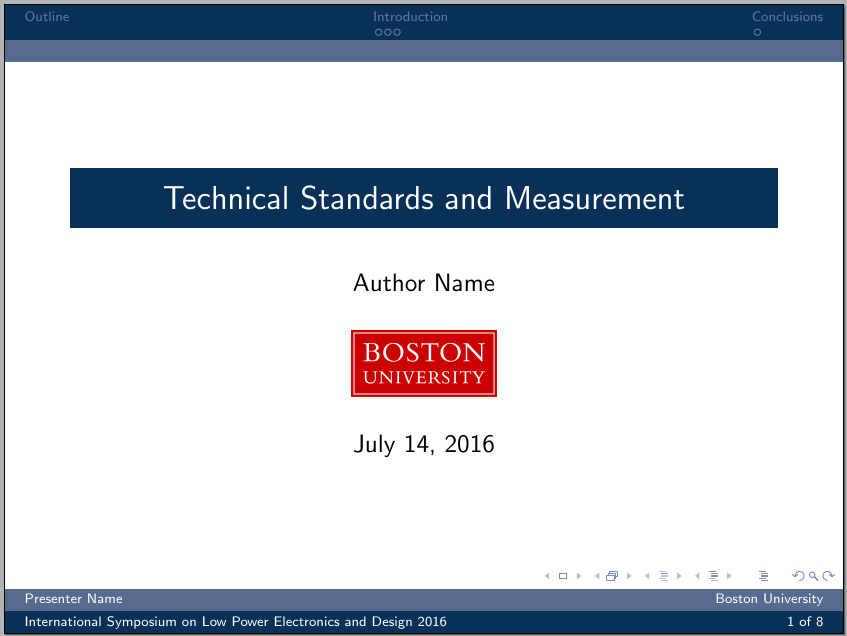 Outline Introduction Conclusions
Technical Standards and Measurement
Author Name
BOSTON
UNIVERSITY
July 14, 2016
Presenter Name Boston University
International Symposium on Low Power Electronics and Design 2016 1 of 8